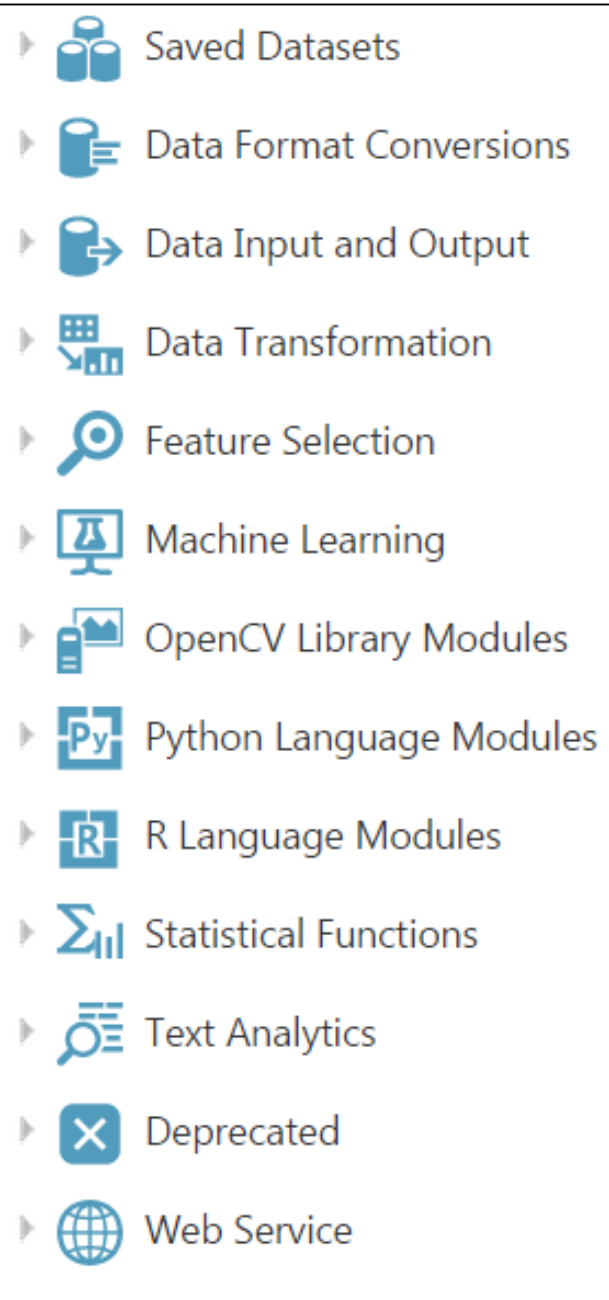 Saved Datasets
Data Format Conversions
Data Input and Output
Data Transformation
Feature Selection
Machine Learning
OpenCV Library Modules
Py Python Language Modules
R R Language Modules
Σ Statistical Functions
Text Analytics
Deprecated
Web Service